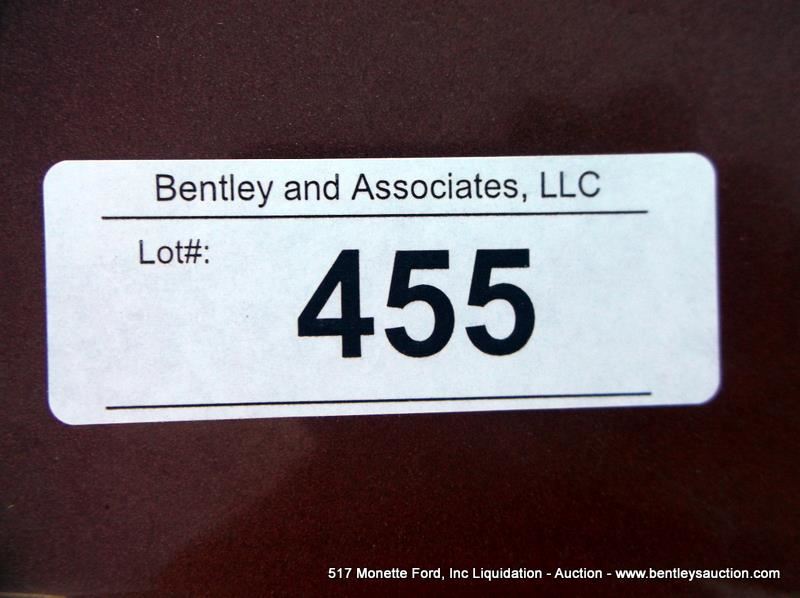 Bentley and Associates, LLC
Lot#:
455
517 Monette Ford, Inc Liquidation - Auction - www.bentleysauction.com